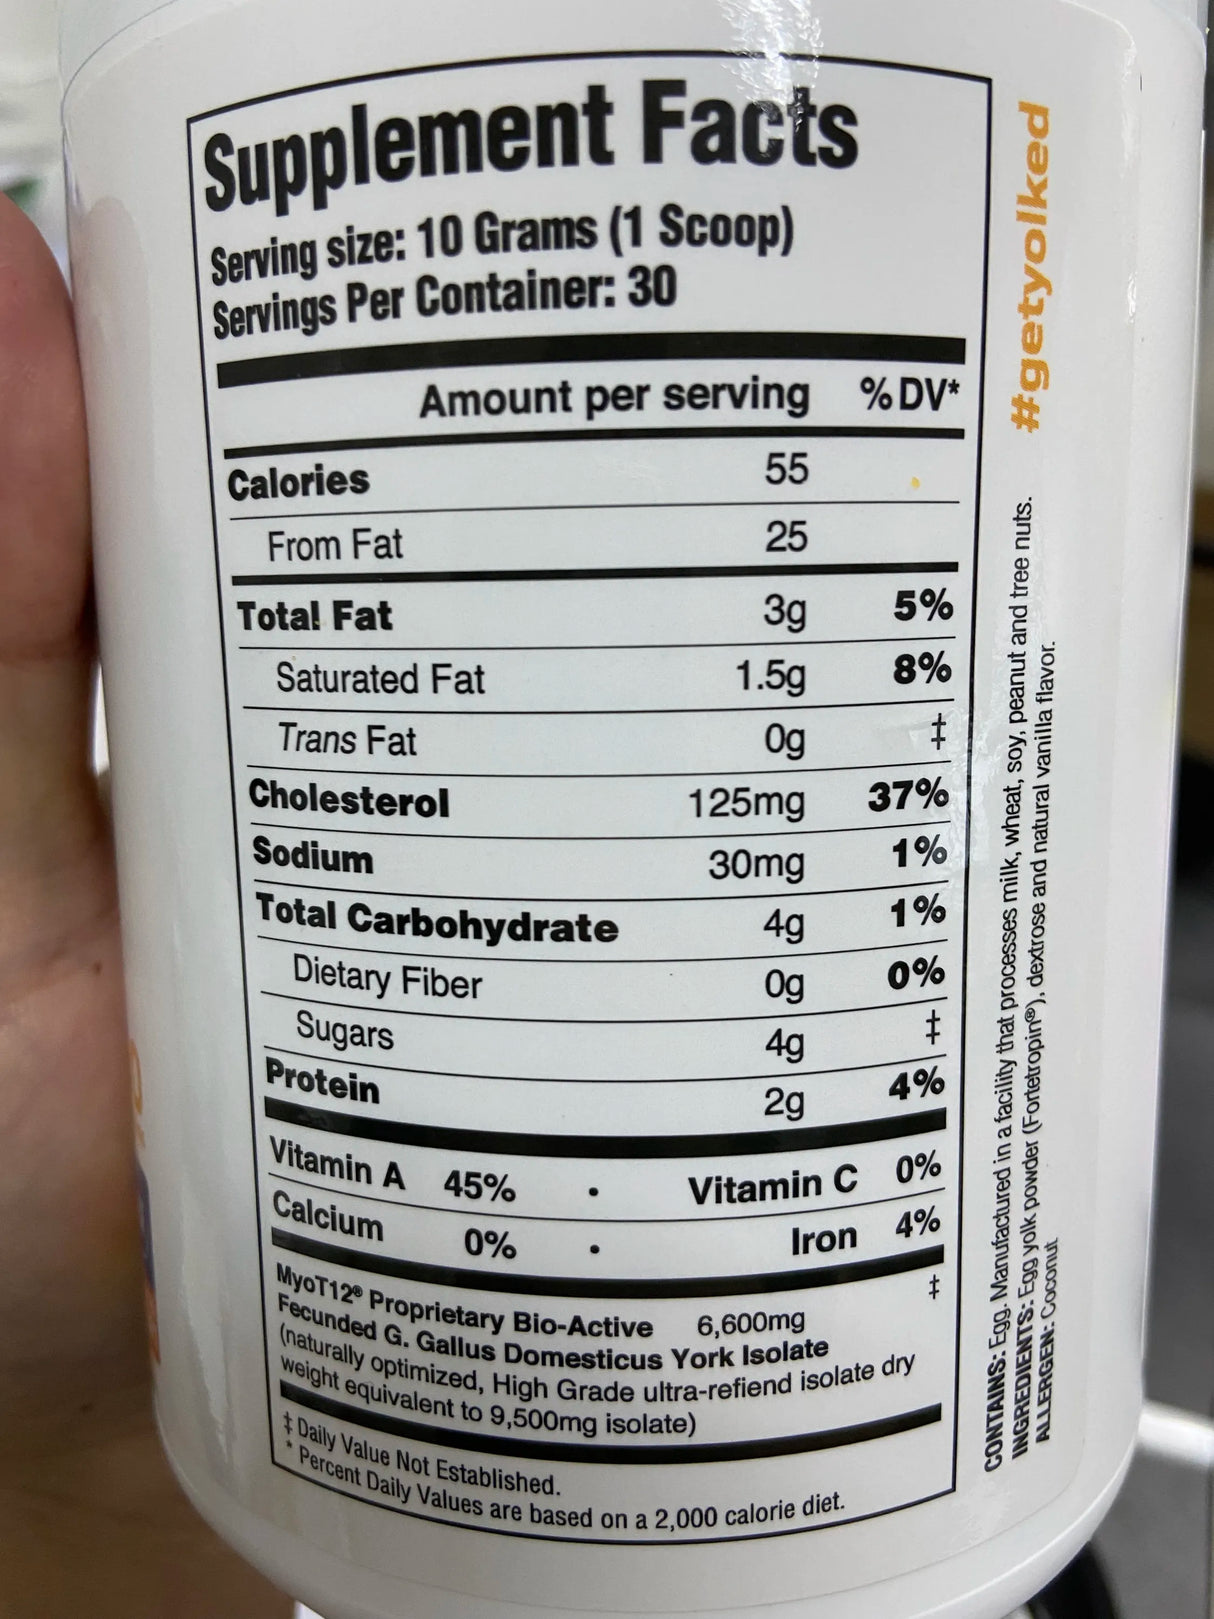 Supplement Facts
Serving size: 10 Grams (1 Scoop)
Servings Per Container: 30
Amount per serving %DV*
Calories 55
From Fat 25
Total Fat 3g 5%
Saturated Fat 1.5g 8%
Trans Fat 0g ‡
Cholesterol 125mg 37%
Sodium 30mg 1%
Total Carbohydrate 4g 1%
Dietary Fiber 0g 0%
Sugars 4g ‡
Protein 2g 4%
Vitamin A 45% • Vitamin C 0%
Calcium 0% • Iron 4%
MyoT12® Proprietary Bio-Active 6,600mg ‡
Fecunded G. Gallus Domesticus York Isolate
(naturally optimized, High Grade ultra-refiend isolate dry
weight equivalent to 9,500mg isolate)
‡ Daily Value Not Established.
* Percent Daily Values are based on a 2,000 calorie diet.
#getyolked
CONTAINS: Egg. Manufactured in a facility that processes milk, wheat, soy, peanut and tree nuts.
INGREDIENTS: Egg yolk powder (Fortetropin®), dextrose and natural vanilla flavor.
ALLERGEN: Coconut